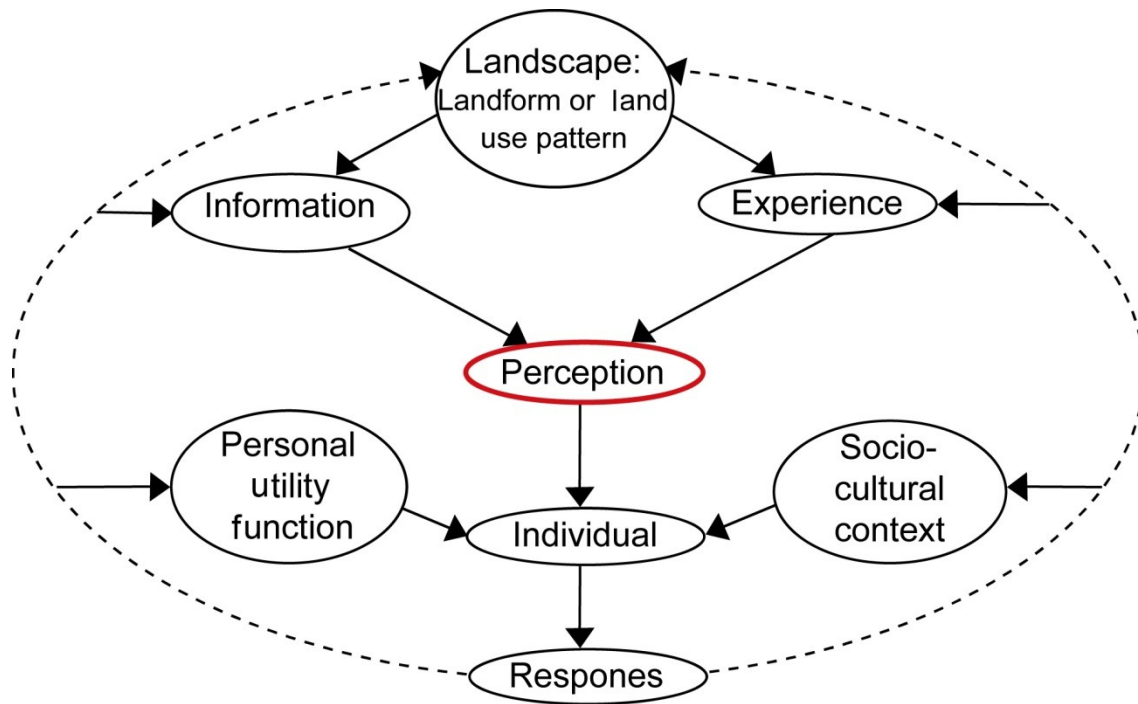 Landscape:
Landform or land
use pattern
Information
Experience
Perception
Personal
utility
function
Socio-
cultural
context
Individual
Respones